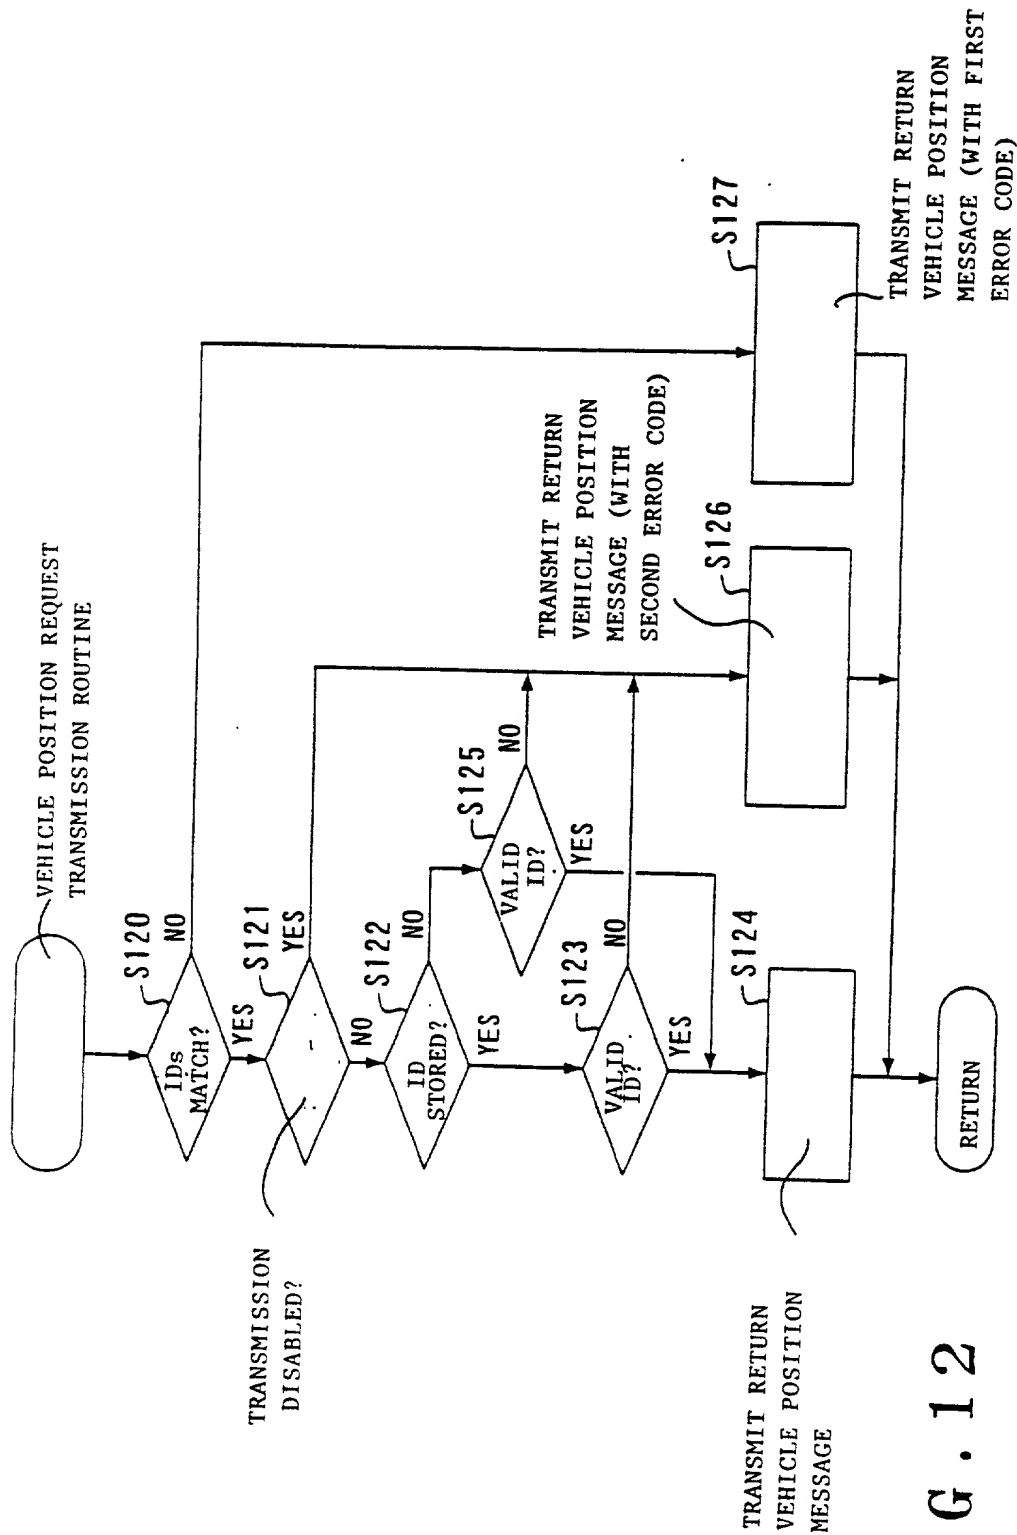 VEHICLE POSITION REQUEST
TRANSMISSION ROUTINE
S120
IDs
MATCH?
NO
YES
S121
TRANSMISSION
DISABLED?
YES
NO
S122
ID
STORED?
NO
YES
S125
VALID
ID?
NO
YES
S123
VALID
ID?
NO
YES
TRANSMIT RETURN
VEHICLE POSITION
MESSAGE (WITH
SECOND ERROR CODE)
S124
S126
S127
TRANSMIT RETURN
VEHICLE POSITION
MESSAGE
TRANSMIT RETURN
VEHICLE POSITION
MESSAGE (WITH FIRST
ERROR CODE)
RETURN
G.12